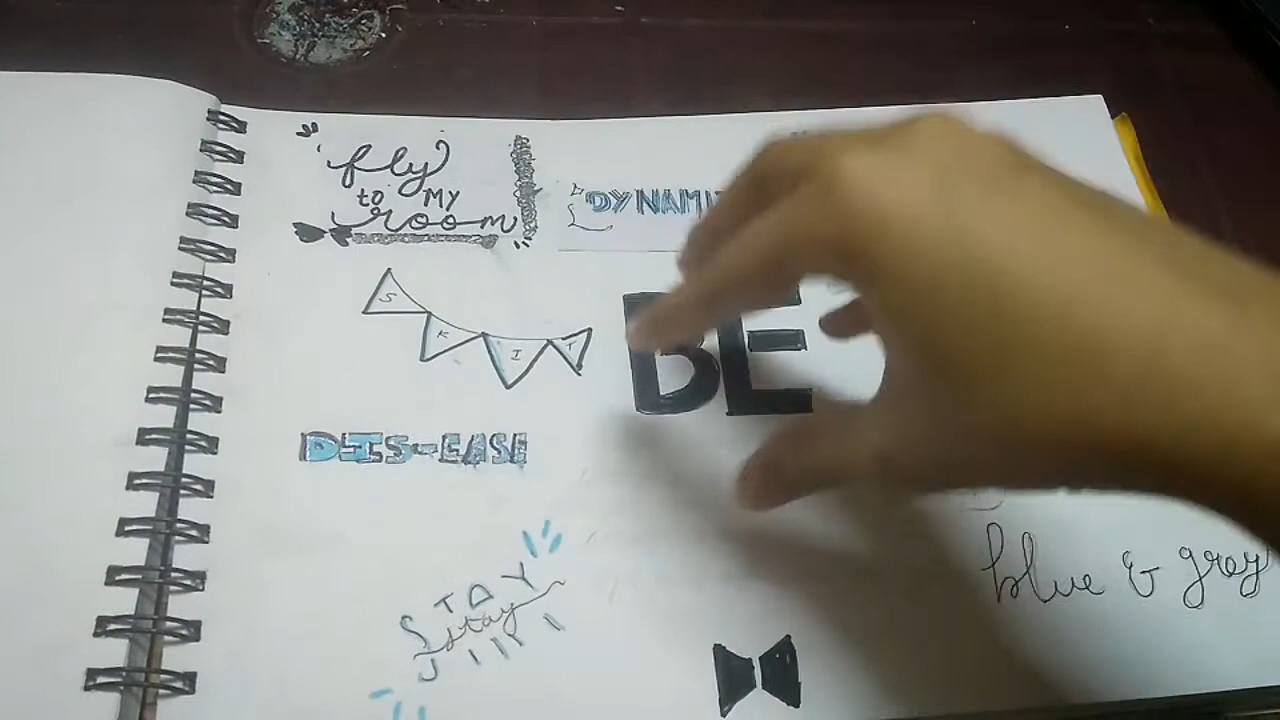 "fly
to My
room"
DYNAMI
S K I T
BE
DIS-EASE
STAY
stay
blue & grey